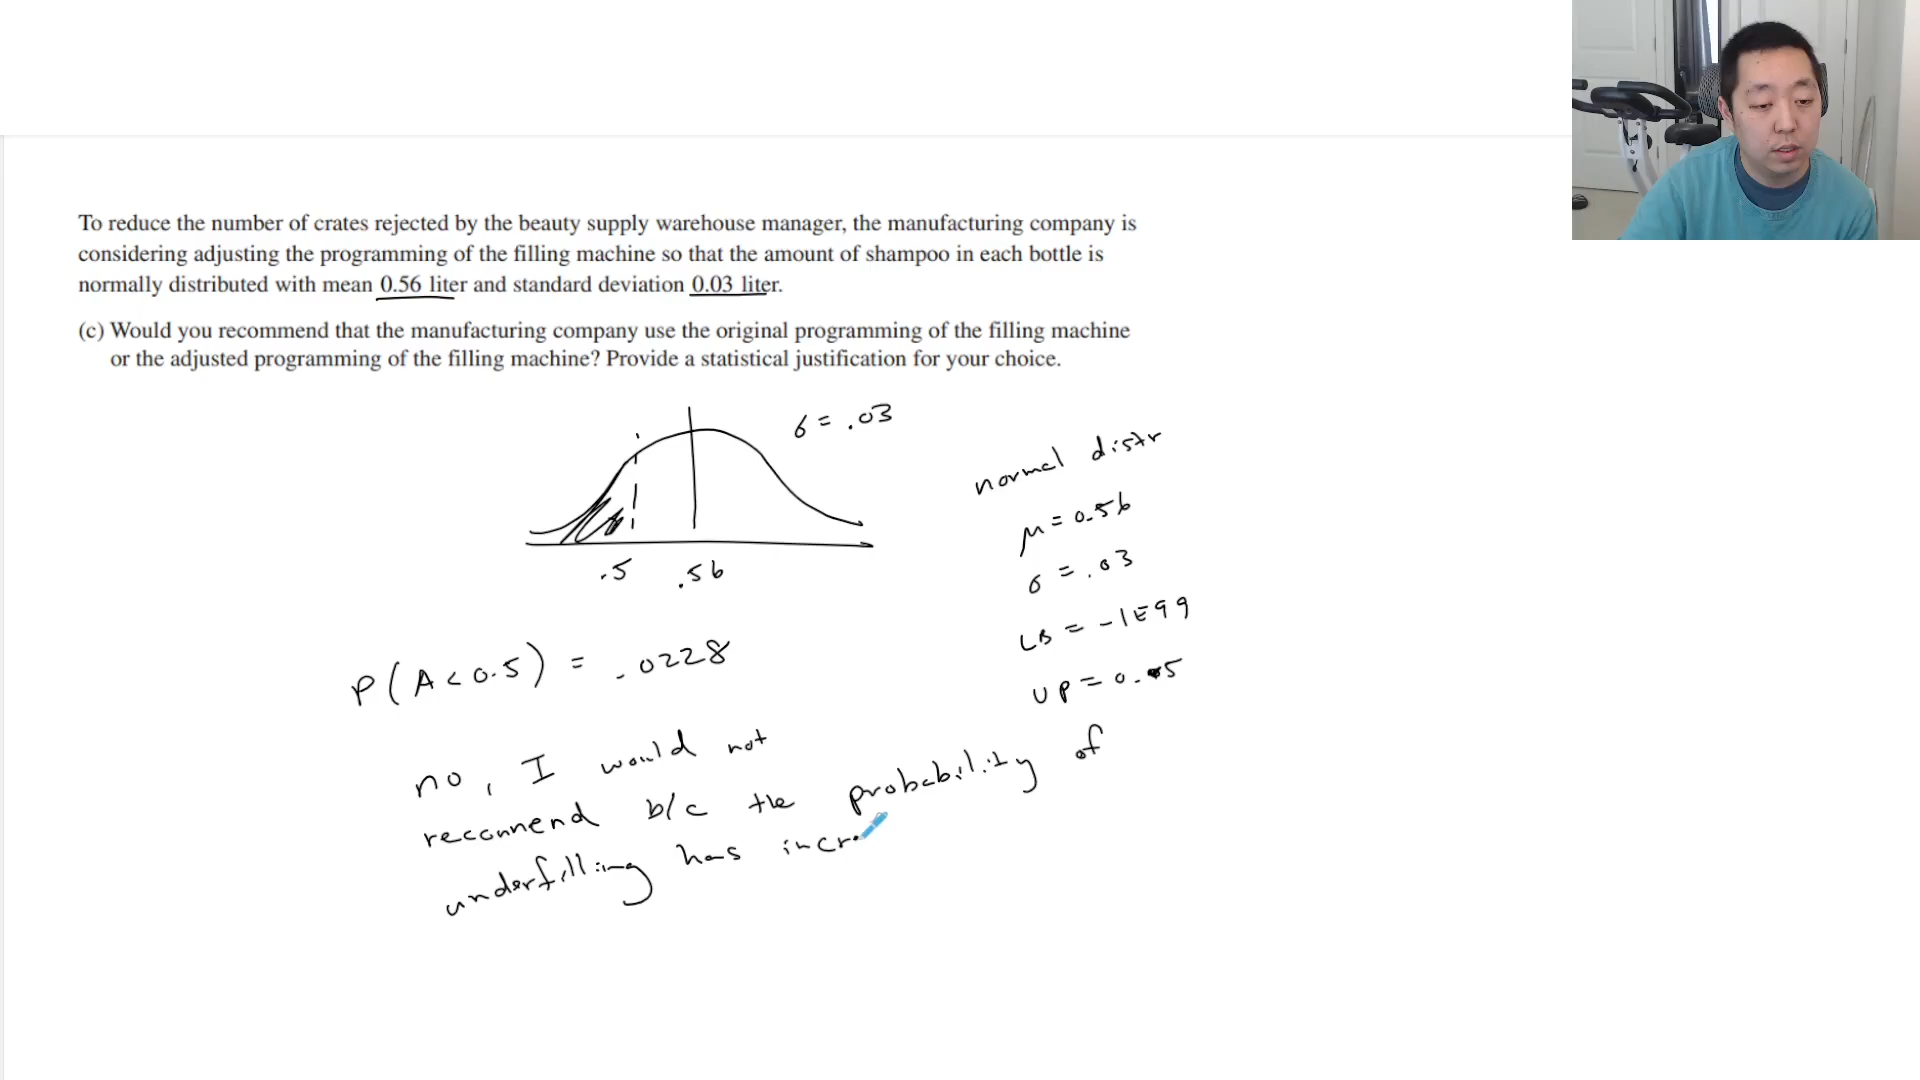 To reduce the number of crates rejected by the beauty supply warehouse manager, the manufacturing company is
considering adjusting the programming of the filling machine so that the amount of shampoo in each bottle is
normally distributed with mean 0.56 liter and standard deviation 0.03 liter.
(c) Would you recommend that the manufacturing company use the original programming of the filling machine
or the adjusted programming of the filling machine? Provide a statistical justification for your choice.
σ = .03
.5 .56
normal distr
μ = 0.56
σ = .03
LB = -1E99
UP = 0.5
P(A < 0.5) = .0228
no, I would not
recommend b/c the probability of
underfilling has incre